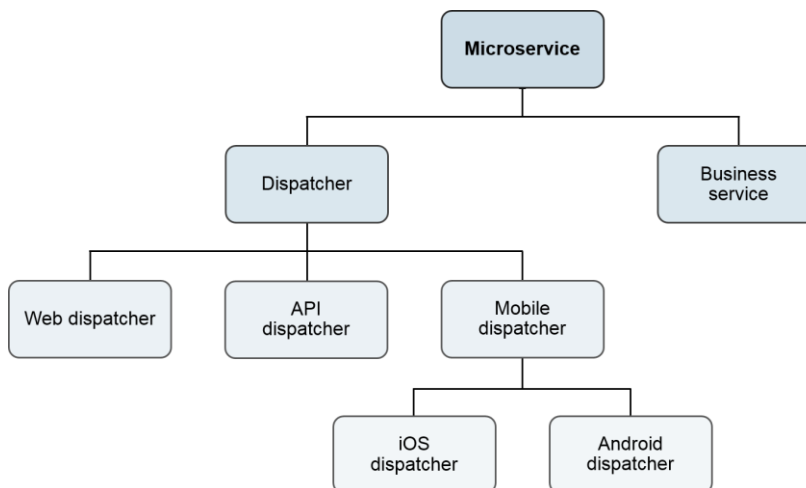 Microservice
Dispatcher
Business
service
Web dispatcher
API
dispatcher
Mobile
dispatcher
iOS
dispatcher
Android
dispatcher